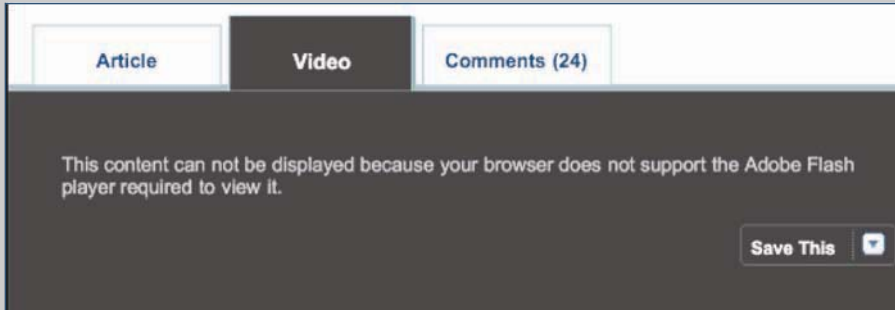 Article Video Comments (24)
This content can not be displayed because your browser does not support the Adobe Flash
player required to view it.
Save This